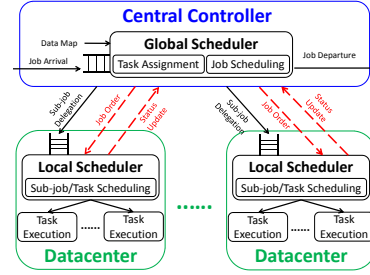 Central Controller
Data Map
Global Scheduler
Job Arrival
Task Assignment
Job Scheduling
Job Departure
Sub-job
Delegation
Job Order
Status
Update
Sub-job
Delegation
Job Order
Status
Update
Local Scheduler
Sub-job/Task Scheduling
Task
Execution
......
Task
Execution
Datacenter
......
Local Scheduler
Sub-job/Task Scheduling
Task
Execution
......
Task
Execution
Datacenter